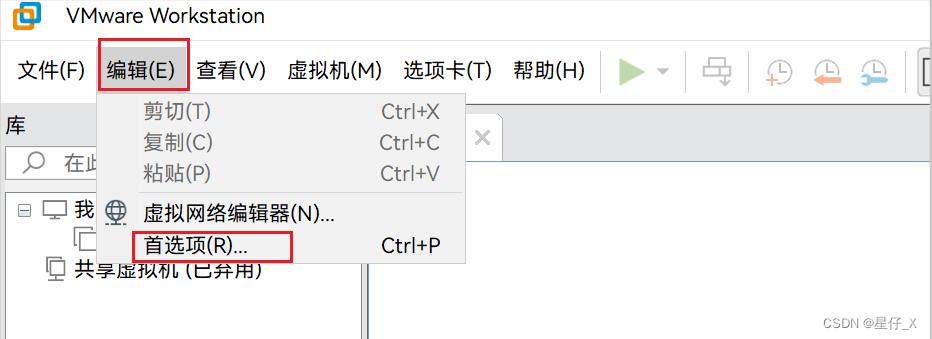 VMware Workstation
文件(F) 编辑(E) 查看(V) 虚拟机(M) 选项卡(T) 帮助(H)
剪切(T) Ctrl+X
库
复制(C) Ctrl+C
在此
粘贴(P) Ctrl+V
我
虚拟网络编辑器(N)...
首选项(R)... Ctrl+P
共享虚拟机 (已弃用)
CSDN @星仔_X